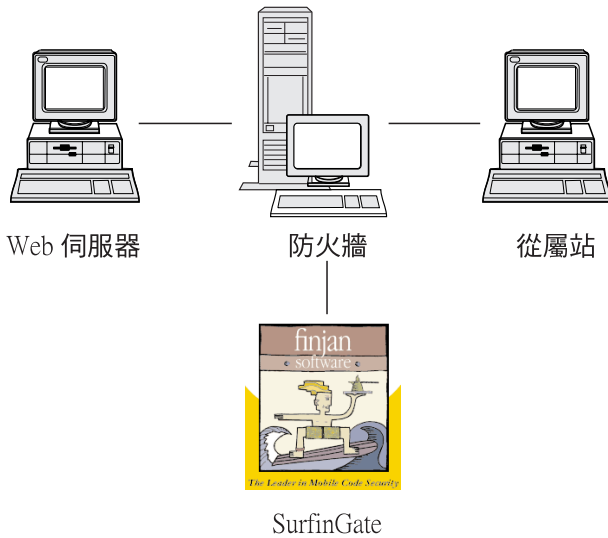 Web 伺服器
防火牆
從屬站
finjan
software
The Leader in Mobile Code Security
SurfinGate